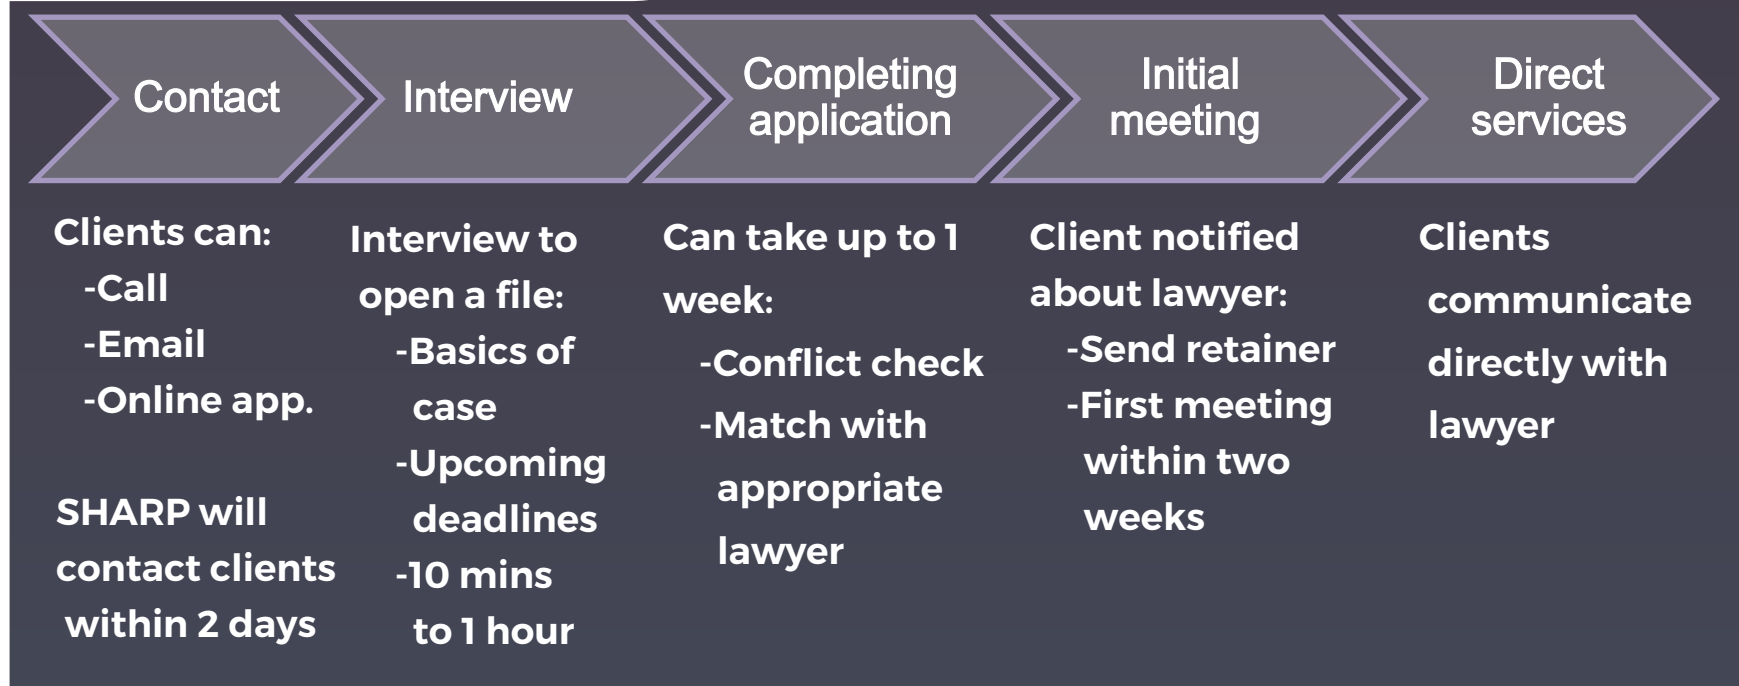 Contact
Interview
Completing
application
Initial
meeting
Direct
services
Clients can:
-Call
-Email
-Online app.
SHARP will
contact clients
within 2 days
Interview to
open a file:
-Basics of
case
-Upcoming
deadlines
-10 mins
to 1 hour
Can take up to 1
week:
-Conflict check
-Match with
appropriate
lawyer
Client notified
about lawyer:
-Send retainer
-First meeting
within two
weeks
Clients
communicate
directly with
lawyer